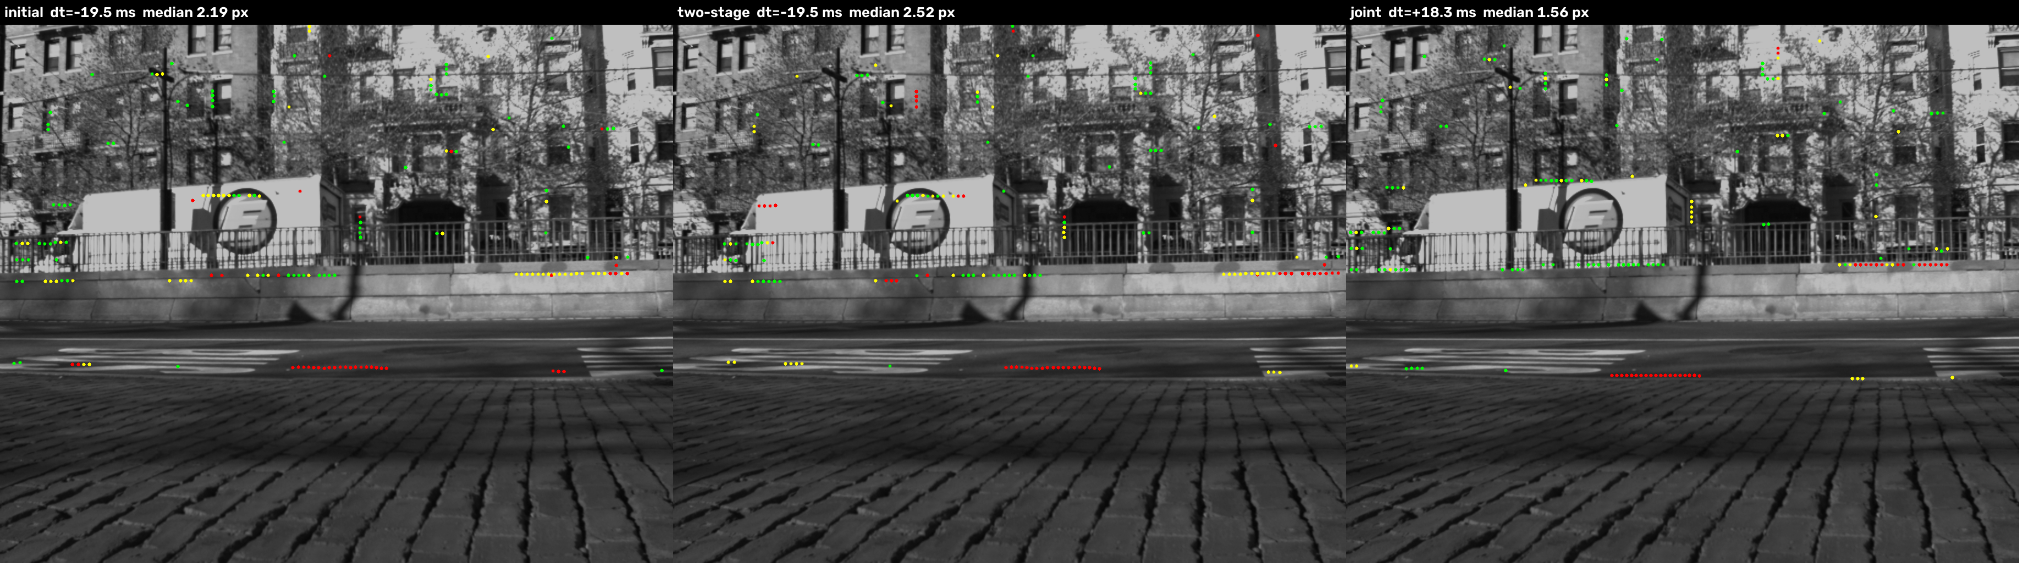 initial dt=-19.5 ms median 2.19 px
two-stage dt=-19.5 ms median 2.52 px
joint dt=+18.3 ms median 1.56 px